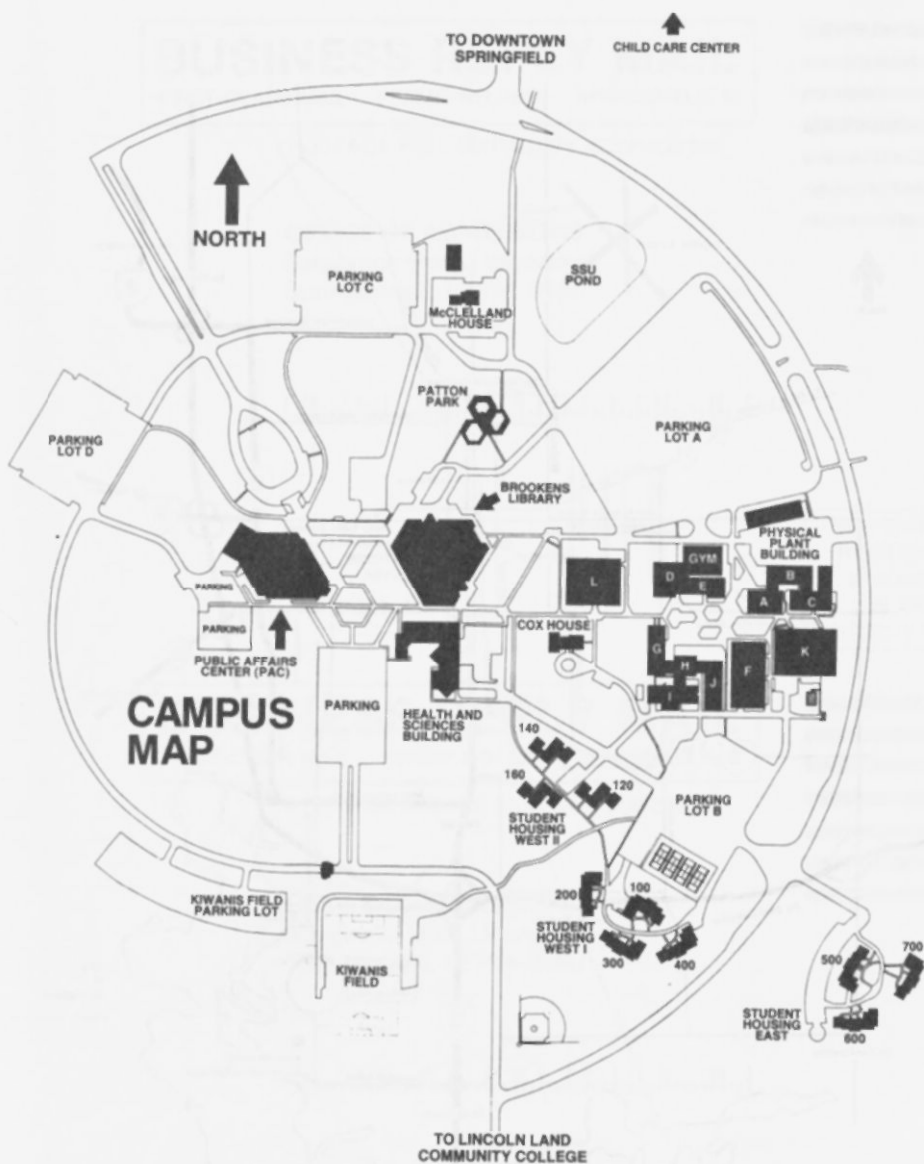 TO DOWNTOWN
SPRINGFIELD
CHILD CARE CENTER
NORTH
PARKING
LOT C
McCLELLAND
HOUSE
SSU
POND
PATTON
PARK
PARKING
LOT A
PARKING
LOT D
BROOKENS
LIBRARY
PHYSICAL
PLANT
BUILDING
GYM
L
D
E
B
A
C
PARKING
PARKING
COX HOUSE
G
H
I
J
F
K
PUBLIC AFFAIRS
CENTER (PAC)
CAMPUS
MAP
PARKING
HEALTH AND
SCIENCES
BUILDING
140
160
120
STUDENT
HOUSING
WEST II
PARKING
LOT B
KIWANIS FIELD
PARKING LOT
200
100
STUDENT
HOUSING
WEST I
300
400
KIWANIS
FIELD
500
700
STUDENT
HOUSING
EAST
600
TO LINCOLN LAND
COMMUNITY COLLEGE